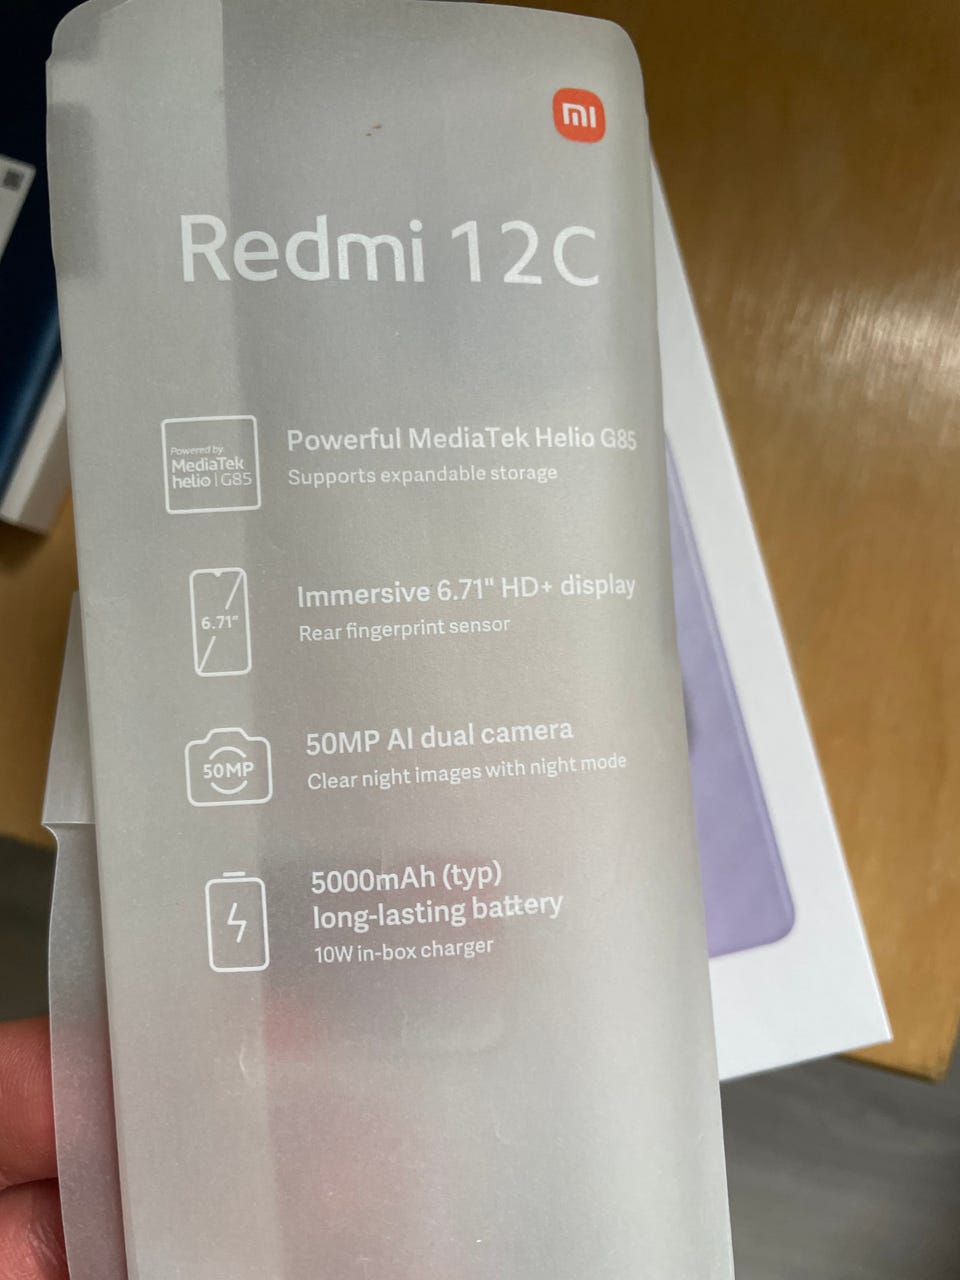 mi
Redmi 12C
Powered by
MediaTek
helio | G85
Powerful MediaTek Helio G85
Supports expandable storage
6.71"
Immersive 6.71" HD+ display
Rear fingerprint sensor
50MP
50MP AI dual camera
Clear night images with night mode
5000mAh (typ)
long-lasting battery
10W in-box charger